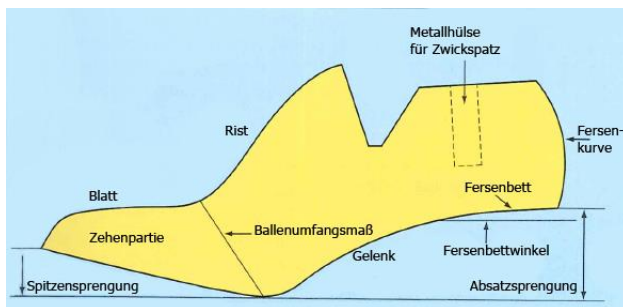 Metallhülse
für Zwickspatz
Rist
Fersen-
kurve
Blatt
Fersenbett
Zehenpartie
Ballenumfangsmaß
Gelenk
Fersenbettwinkel
Spitzensprengung
Absatzsprengung